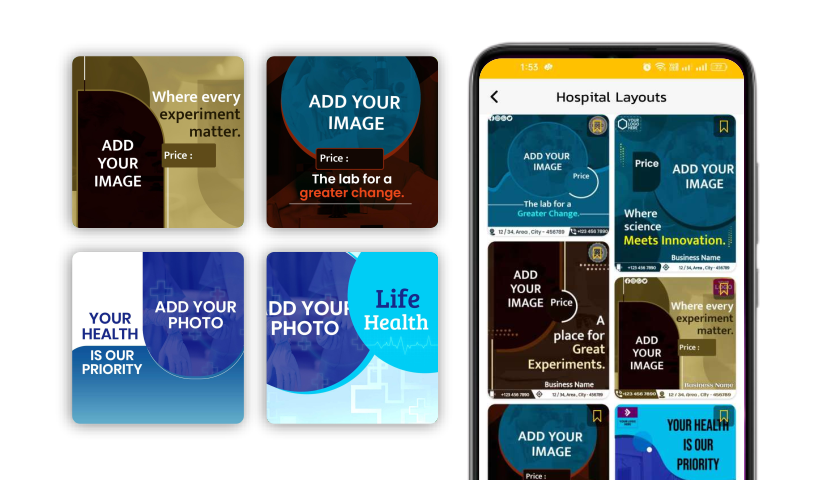 Where every
experiment
matter.
ADD
YOUR
IMAGE
Price :
ADD YOUR
IMAGE
Price :
The lab for a
greater change.
YOUR
HEALTH
IS OUR
PRIORITY
ADD YOUR
PHOTO
ADD YOUR
PHOTO
Life
Health
1:53
Hospital Layouts
ADD YOUR
IMAGE
Price
The lab for a
Greater Change.
12 / 34, Area , City - 456789
+123 456 7890
YOUR
LOGO
HERE
Price
ADD YOUR
IMAGE
Where
science
Meets Innovation.
Business Name
+123 456 7890
12 / 34, Area , City - 456789
ADD
YOUR
IMAGE
Price
A
place for
Great
Experiments.
Business Name
+123 456 7890
12 / 34, Area , City - 456789
Where every
experiment
matter.
ADD
YOUR
IMAGE
Price :
Business Name
+123 456 7890
12 / 34, Area , City - 456789
ADD YOUR
IMAGE
Price :
YOUR HEALTH
IS OUR
PRIORITY